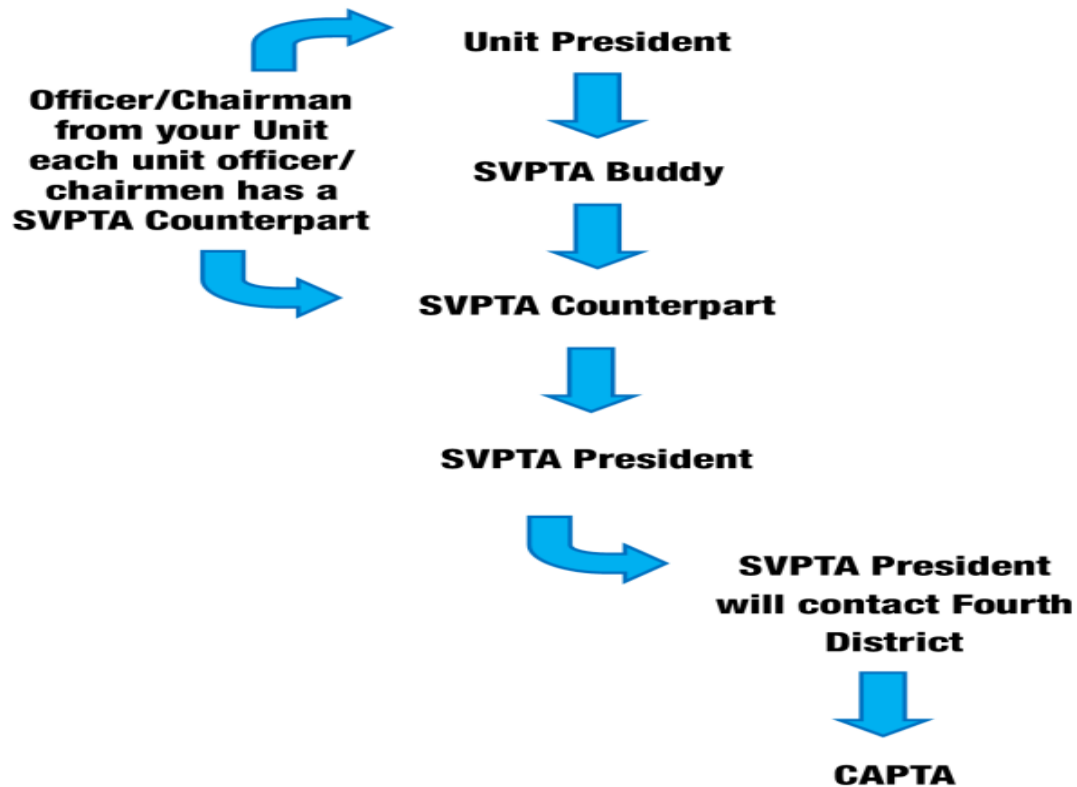 Unit President
Officer/Chairman
from your Unit
each unit officer/
chairmen has a
SVPTA Counterpart
SVPTA Buddy
SVPTA Counterpart
SVPTA President
SVPTA President
will contact Fourth
District
CAPTA